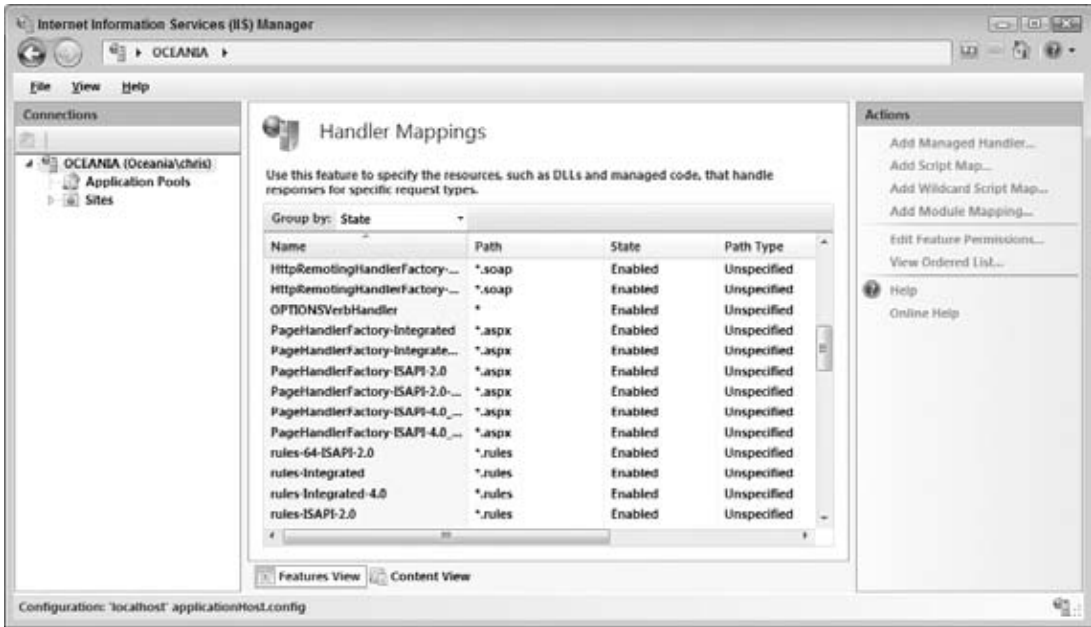 Internet Information Services (IIS) Manager
OCEANIA
File View Help
Connections
OCEANIA (Oceania\chris)
Application Pools
Sites
Handler Mappings
Use this feature to specify the resources, such as DLLs and managed code, that handle
responses for specific request types.
Group by: State
Name Path State Path Type
HttpRemotingHandlerFactory-... *.soap Enabled Unspecified
HttpRemotingHandlerFactory-... *.soap Enabled Unspecified
OPTIONSVerbHandler * Enabled Unspecified
PageHandlerFactory-Integrated *.aspx Enabled Unspecified
PageHandlerFactory-Integrate... *.aspx Enabled Unspecified
PageHandlerFactory-ISAPI-2.0 *.aspx Enabled Unspecified
PageHandlerFactory-ISAPI-2.0-... *.aspx Enabled Unspecified
PageHandlerFactory-ISAPI-4.0_... *.aspx Enabled Unspecified
PageHandlerFactory-ISAPI-4.0_... *.aspx Enabled Unspecified
rules-64-ISAPI-2.0 *.rules Enabled Unspecified
rules-Integrated *.rules Enabled Unspecified
rules-Integrated-4.0 *.rules Enabled Unspecified
rules-ISAPI-2.0 *.rules Enabled Unspecified
Features View Content View
Actions
Add Managed Handler...
Add Script Map...
Add Wildcard Script Map...
Add Module Mapping...
Edit Feature Permissions...
View Ordered List...
Help
Online Help
Configuration: 'localhost' applicationHost.config